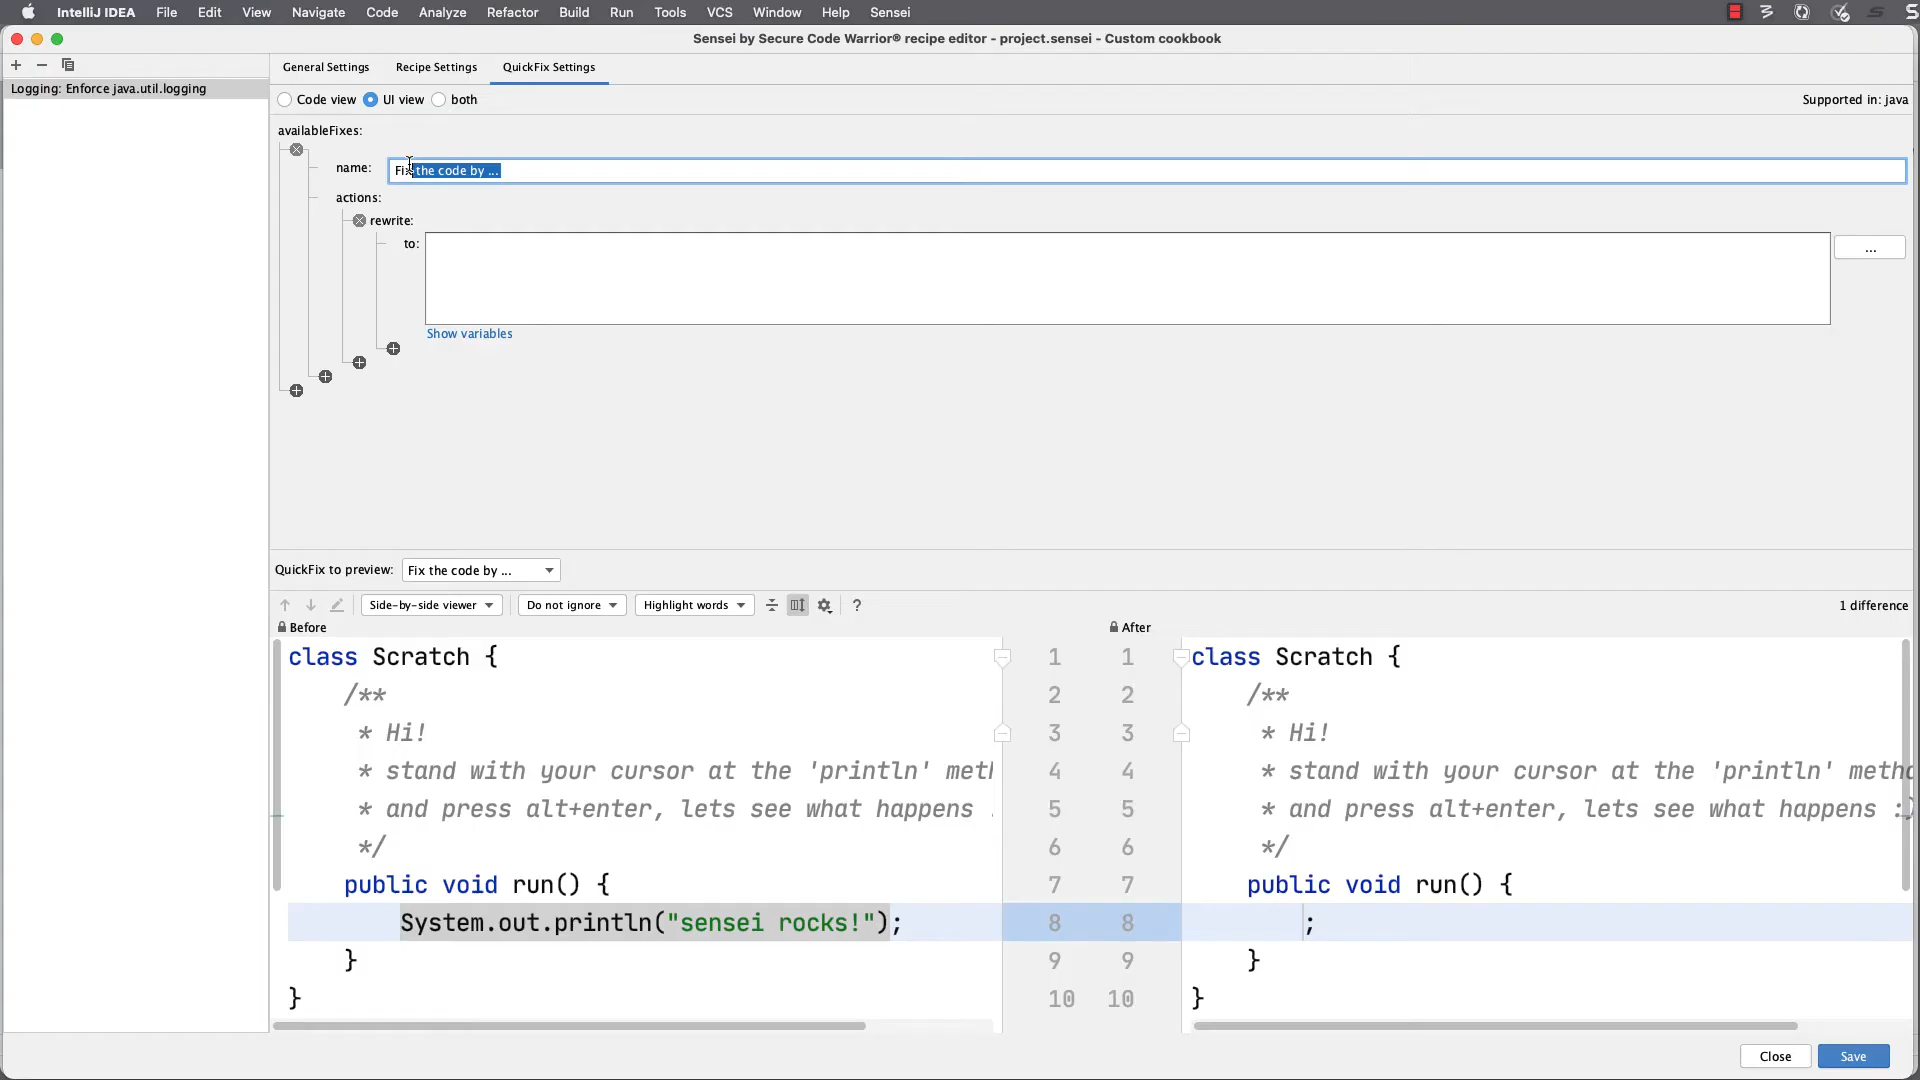 IntelliJ IDEA File Edit View Navigate Code Analyze Refactor Build Run Tools VCS Window Help Sensei
Sensei by Secure Code Warrior® recipe editor - project.sensei - Custom cookbook
General Settings Recipe Settings QuickFix Settings
Logging: Enforce java.util.logging
Code view UI view both
Supported in: java
availableFixes:
name: Fix the code by ...
actions:
rewrite:
to:
...
Show variables
QuickFix to preview: Fix the code by ...
Side-by-side viewer Do not ignore Highlight words ? 1 difference
Before
class Scratch {
/**
* Hi!
* stand with your cursor at the 'println' meth
* and press alt+enter, lets see what happens
*/
public void run() {
System.out.println("sensei rocks!");
}
}
1 1
2 2
3 3
4 4
5 5
6 6
7 7
8 8
9 9
10 10
After
class Scratch {
/**
* Hi!
* stand with your cursor at the 'println' metho
* and press alt+enter, lets see what happens :)
*/
public void run() {
;
}
}
Close Save